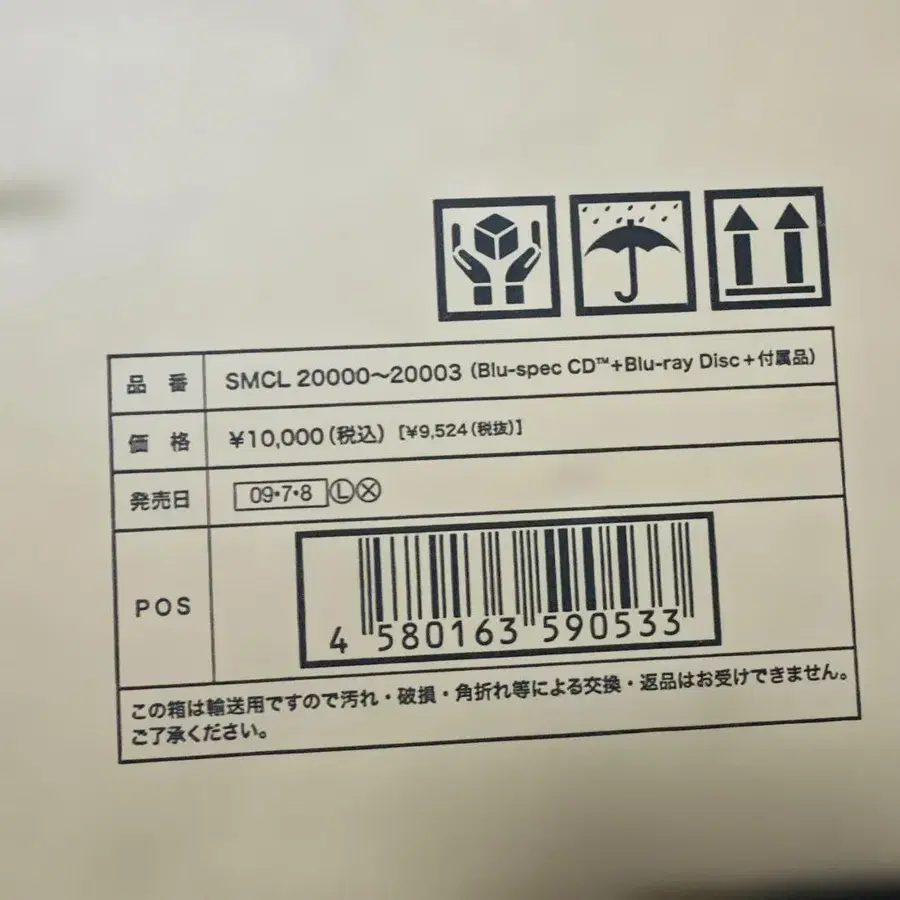 品 番 SMCL 20000〜20003 (Blu-spec CD™+Blu-ray Disc+付属品)
価 格 ¥10,000(税込) [¥9,524(税抜)]
発売日 09・7・8 Ⓛ Ⓧ
POS
4 580163 590533
この箱は輸送用ですので汚れ・破損・角折れ等による交換・返品はお受けできません。
ご了承ください。